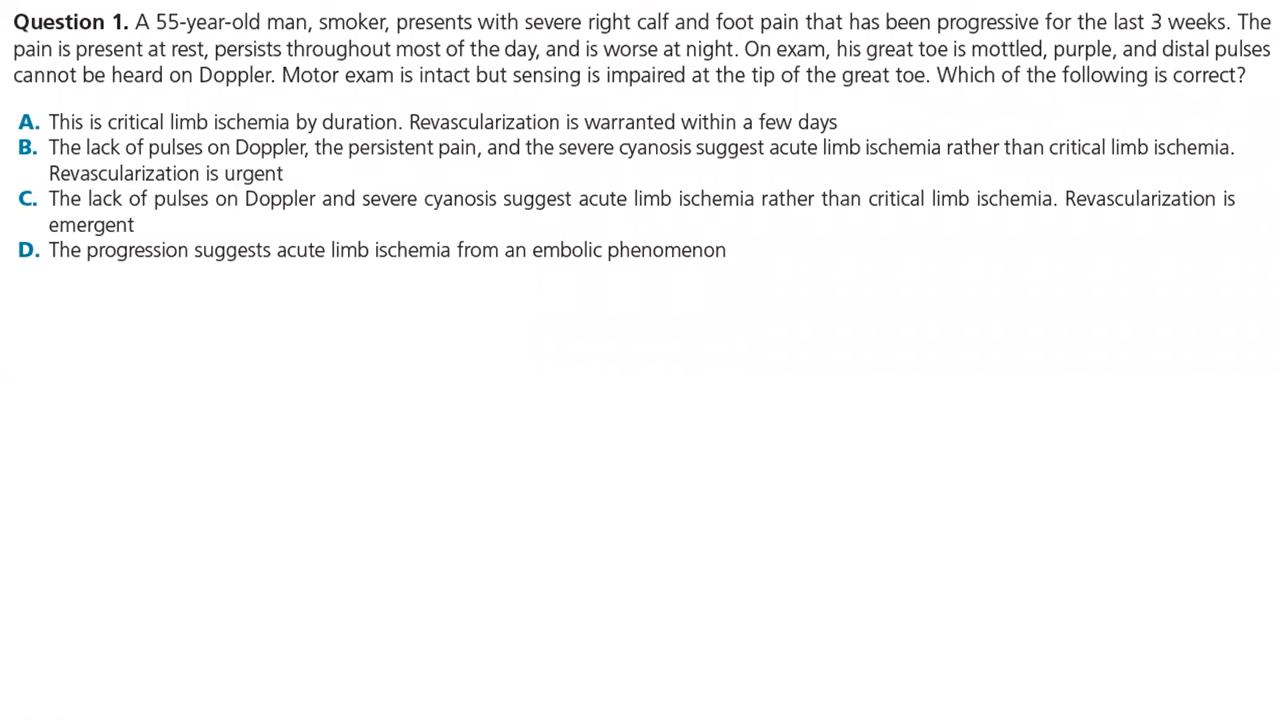 Question 1. A 55-year-old man, smoker, presents with severe right calf and foot pain that has been progressive for the last 3 weeks. The
pain is present at rest, persists throughout most of the day, and is worse at night. On exam, his great toe is mottled, purple, and distal pulses
cannot be heard on Doppler. Motor exam is intact but sensing is impaired at the tip of the great toe. Which of the following is correct?
A. This is critical limb ischemia by duration. Revascularization is warranted within a few days
B. The lack of pulses on Doppler, the persistent pain, and the severe cyanosis suggest acute limb ischemia rather than critical limb ischemia.
Revascularization is urgent
C. The lack of pulses on Doppler and severe cyanosis suggest acute limb ischemia rather than critical limb ischemia. Revascularization is
emergent
D. The progression suggests acute limb ischemia from an embolic phenomenon